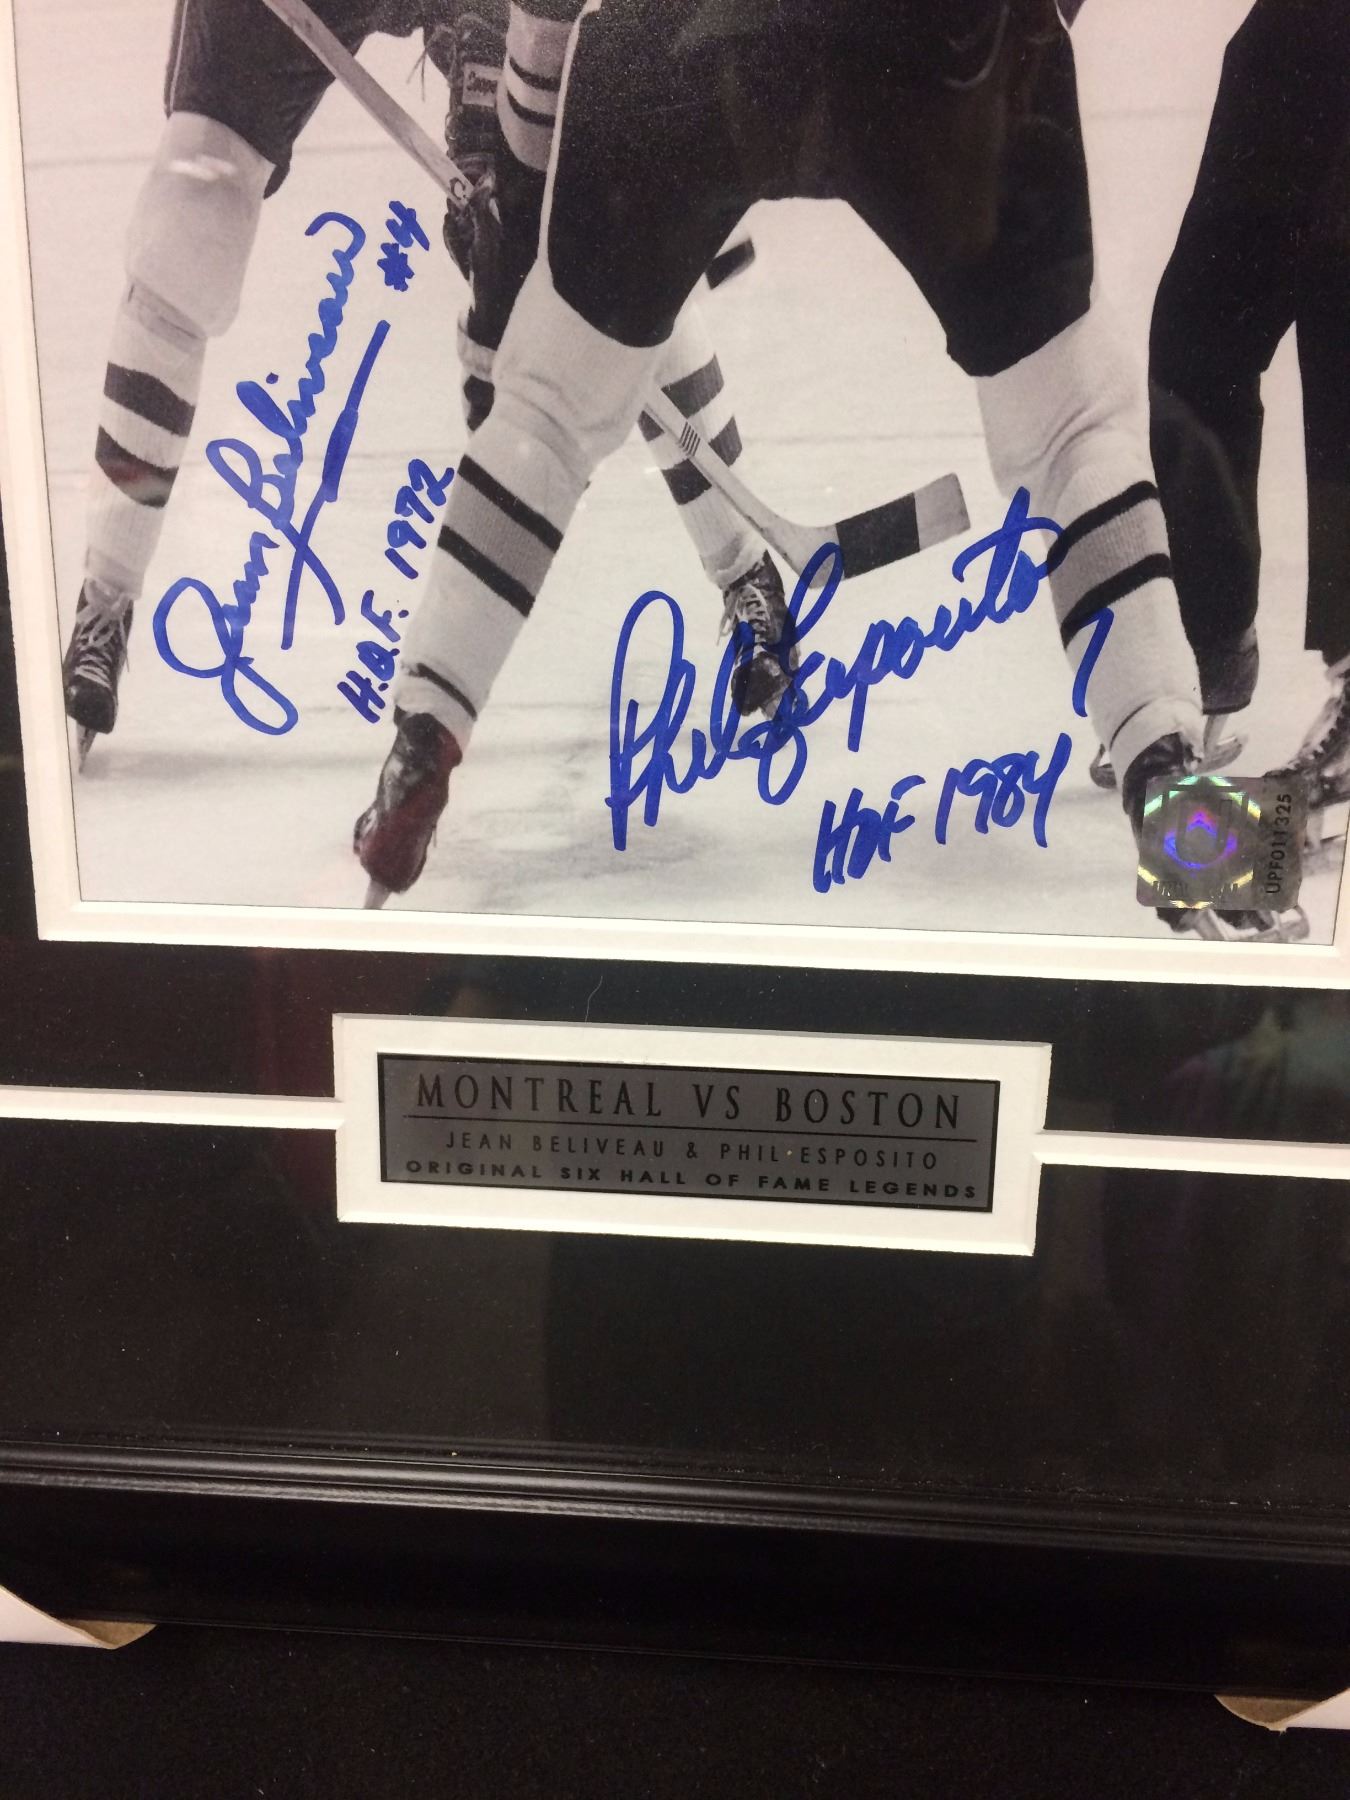 Jean Beliveau #4
H.O.F. 1972
Phil Esposito 7
HOF 1984
UPF011325
MONTREAL VS BOSTON
JEAN BELIVEAU & PHIL ESPOSITO
ORIGINAL SIX HALL OF FAME LEGENDS